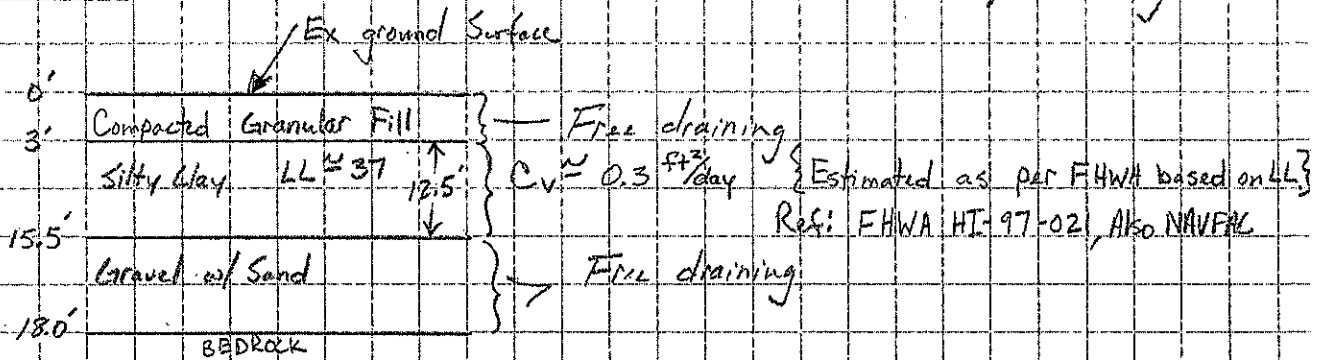 Ex ground Surface
0'
Compacted Granular Fill
Free draining
3'
Silty Clay LL ≅ 37
12.5'
Cv ≅ 0.3 ft²/day
{Estimated as per FHWA based on LL}
Ref: FHWA HI-97-021, Also NAVFAC
15.5'
Gravel w/ Sand
Free draining
18.0'
BEDROCK